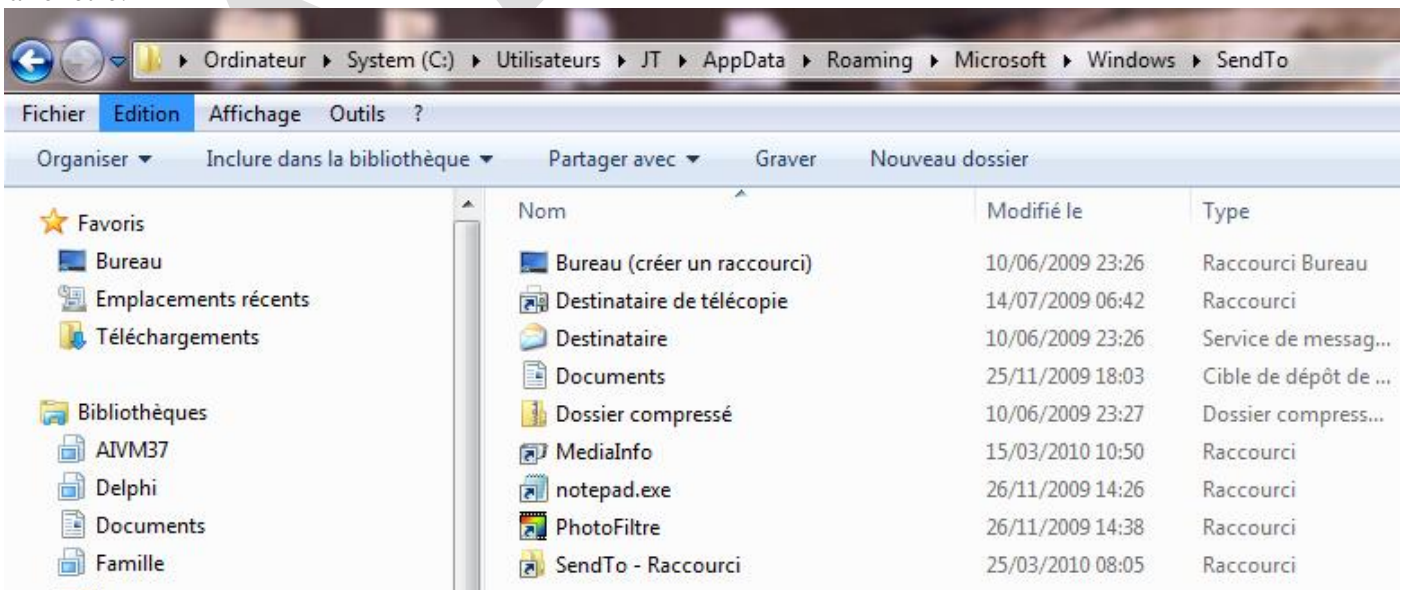 Ordinateur System (C:) Utilisateurs JT AppData Roaming Microsoft Windows SendTo
Fichier Edition Affichage Outils ?
Organiser Inclure dans la bibliothèque Partager avec Graver Nouveau dossier
Favoris
Bureau
Emplacements récents
Téléchargements
Bibliothèques
AIVM37
Delphi
Documents
Famille
Nom Modifié le Type
Bureau (créer un raccourci) 10/06/2009 23:26 Raccourci Bureau
Destinataire de télécopie 14/07/2009 06:42 Raccourci
Destinataire 10/06/2009 23:26 Service de messag...
Documents 25/11/2009 18:03 Cible de dépôt de ...
Dossier compressé 10/06/2009 23:27 Dossier compress...
MediaInfo 15/03/2010 10:50 Raccourci
notepad.exe 26/11/2009 14:26 Raccourci
PhotoFiltre 26/11/2009 14:38 Raccourci
SendTo - Raccourci 25/03/2010 08:05 Raccourci